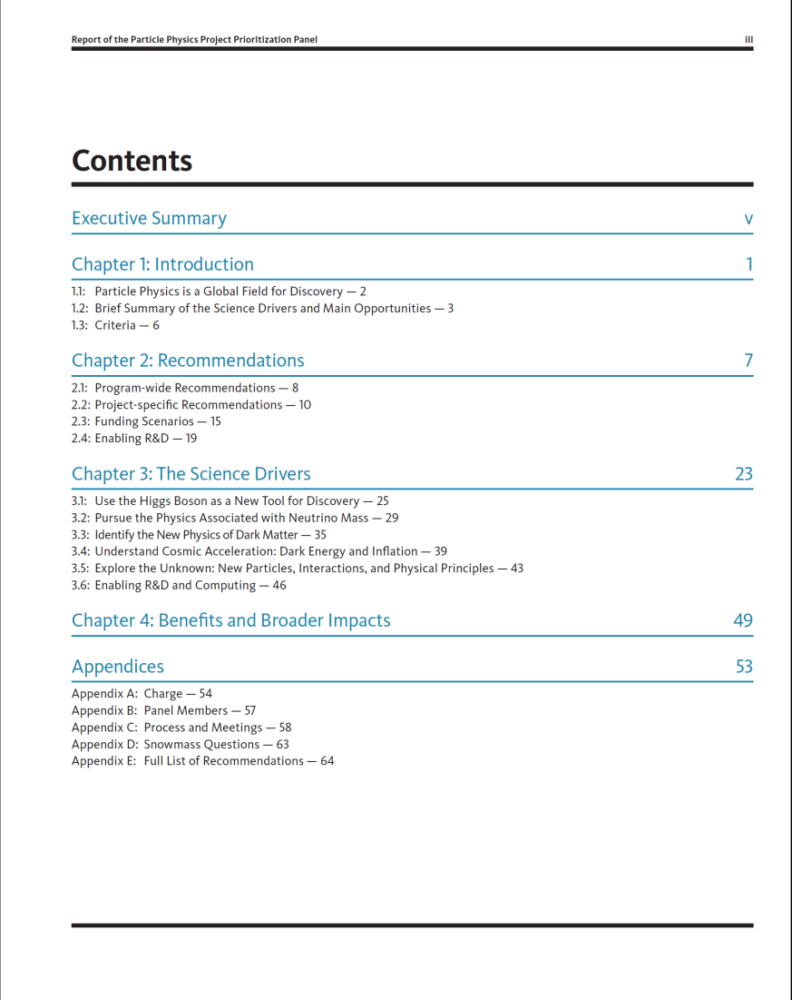 Report of the Particle Physics Project Prioritization Panel iii
Contents
Executive Summary v
Chapter 1: Introduction 1
1.1: Particle Physics is a Global Field for Discovery — 2
1.2: Brief Summary of the Science Drivers and Main Opportunities — 3
1.3: Criteria — 6
Chapter 2: Recommendations 7
2.1: Program-wide Recommendations — 8
2.2: Project-specific Recommendations — 10
2.3: Funding Scenarios — 15
2.4: Enabling R&D — 19
Chapter 3: The Science Drivers 23
3.1: Use the Higgs Boson as a New Tool for Discovery — 25
3.2: Pursue the Physics Associated with Neutrino Mass — 29
3.3: Identify the New Physics of Dark Matter — 35
3.4: Understand Cosmic Acceleration: Dark Energy and Inflation — 39
3.5: Explore the Unknown: New Particles, Interactions, and Physical Principles — 43
3.6: Enabling R&D and Computing — 46
Chapter 4: Benefits and Broader Impacts 49
Appendices 53
Appendix A: Charge — 54
Appendix B: Panel Members — 57
Appendix C: Process and Meetings — 58
Appendix D: Snowmass Questions — 63
Appendix E: Full List of Recommendations — 64